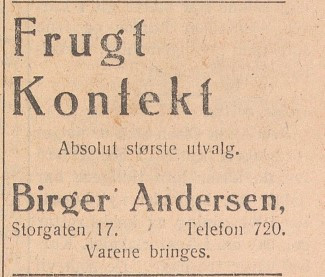 Frugt
Konfekt
Absolut største utvalg.
Birger Andersen,
Storgaten 17. Telefon 720.
Varene bringes.